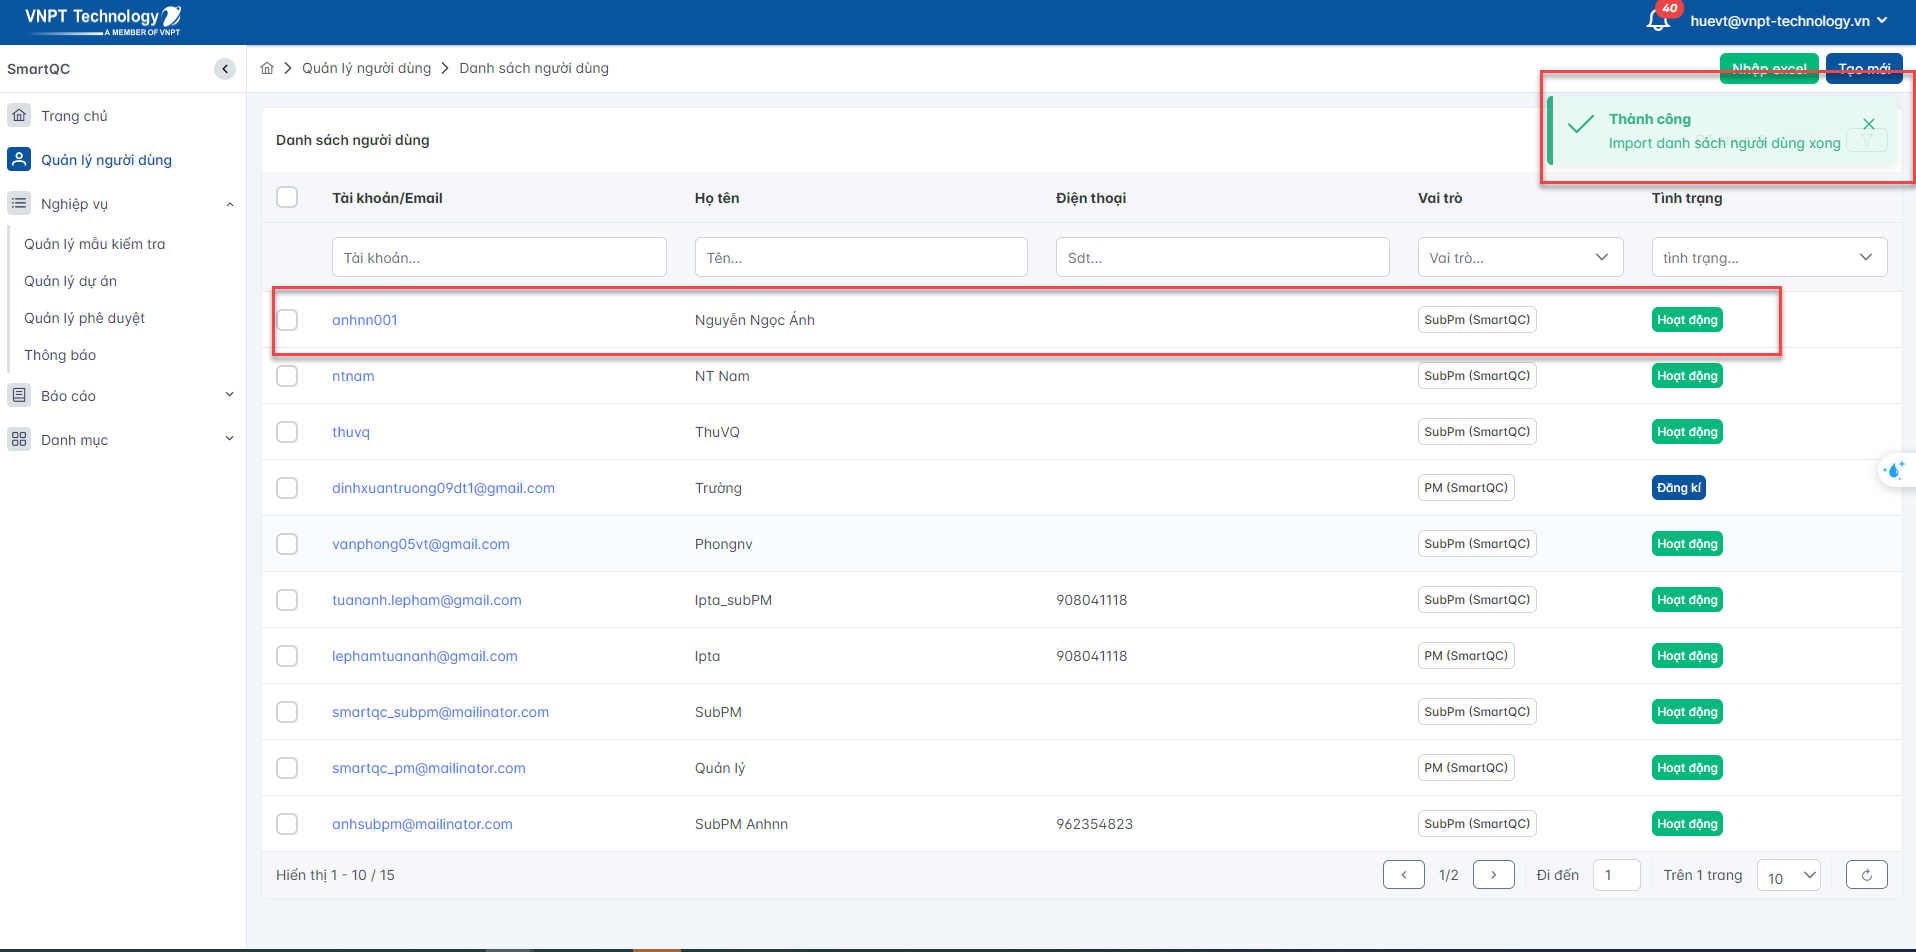 VNPT Technology
A MEMBER OF VNPT
40
huevt@vnpt-technology.vn
SmartQC
Quản lý người dùng
Danh sách người dùng
Nhập excel
Tạo mới
Trang chủ
Quản lý người dùng
Nghiệp vụ
Quản lý mẫu kiểm tra
Quản lý dự án
Quản lý phê duyệt
Thông báo
Báo cáo
Danh mục
Danh sách người dùng
Thành công
Import danh sách người dùng xong
Tài khoản/Email Họ tên Điện thoại Vai trò Tình trạng
Tài khoản... Tên... Sdt... Vai trò... tình trạng...
anhnn001 Nguyễn Ngọc Ánh SubPm (SmartQC) Hoạt động
ntnam NT Nam SubPm (SmartQC) Hoạt động
thuvq ThuVQ SubPm (SmartQC) Hoạt động
dinhxuantruong09dt1@gmail.com Trường PM (SmartQC) Đăng kí
vanphong05vt@gmail.com Phongnv SubPm (SmartQC) Hoạt động
tuananh.lepham@gmail.com lpta_subPM 908041118 SubPm (SmartQC) Hoạt động
lephamtuananh@gmail.com lpta 908041118 PM (SmartQC) Hoạt động
smartqc_subpm@mailinator.com SubPM SubPm (SmartQC) Hoạt động
smartqc_pm@mailinator.com Quản lý PM (SmartQC) Hoạt động
anhsubpm@mailinator.com SubPM Anhnn 962354823 SubPm (SmartQC) Hoạt động
Hiển thị 1 - 10 / 15 1/2 Đi đến 1 Trên 1 trang 10